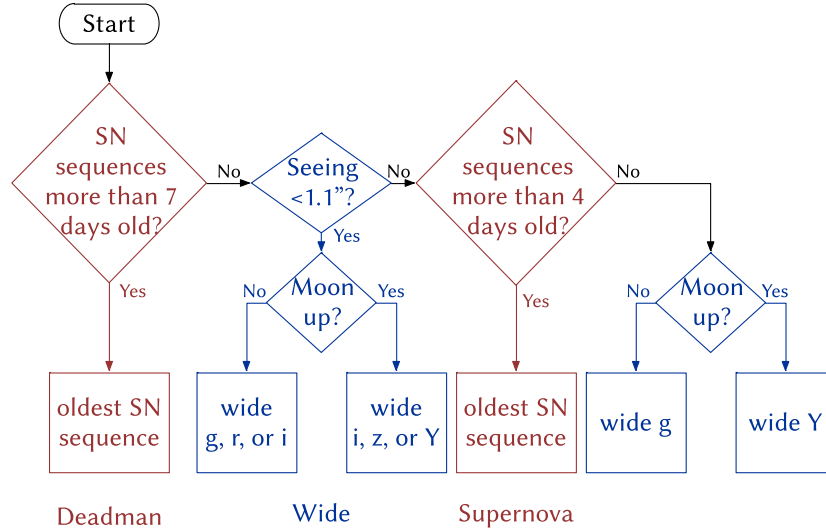 Start
SN
sequences
more than 7
days old?
No
Seeing
<1.1”?
No
SN
sequences
more than 4
days old?
No
Yes
Yes
Yes
No
Moon
up?
Yes
No
Moon
up?
Yes
oldest SN
sequence
wide
g, r, or i
wide
i, z, or Y
oldest SN
sequence
wide g
wide Y
Deadman
Wide
Supernova